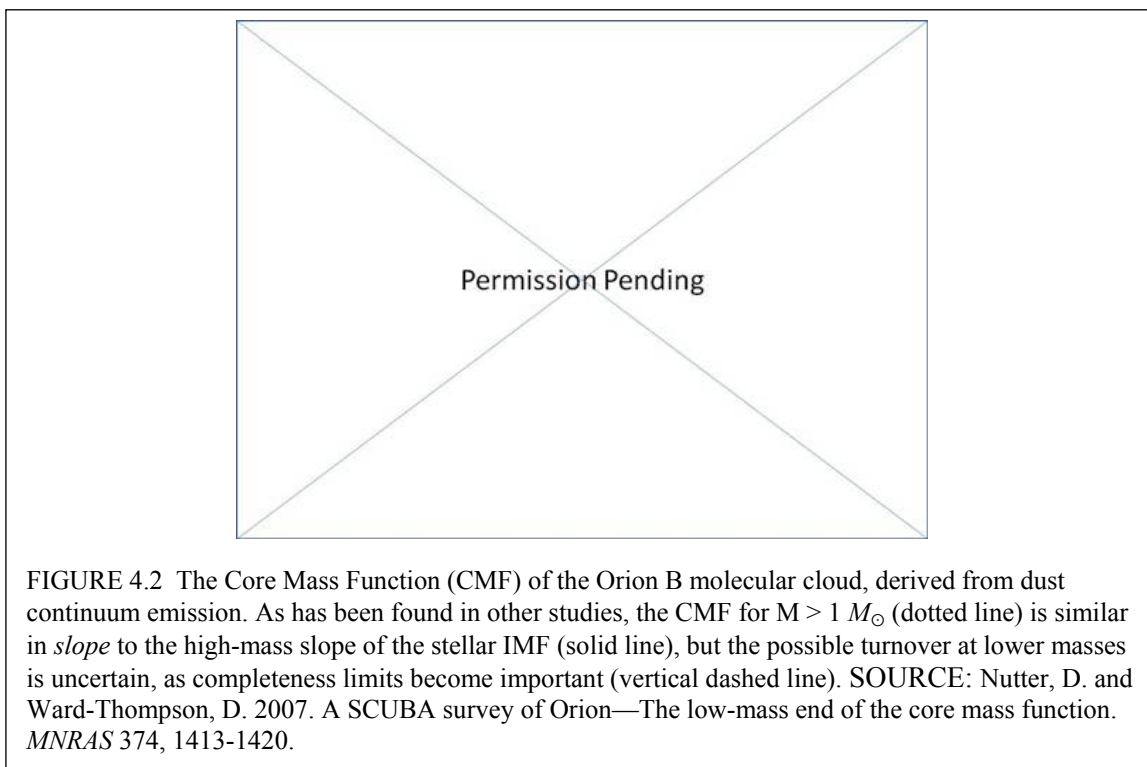 Permission Pending
FIGURE 4.2 The Core Mass Function (CMF) of the Orion B molecular cloud, derived from dust
continuum emission. As has been found in other studies, the CMF for M > 1 M☉ (dotted line) is similar
in slope to the high-mass slope of the stellar IMF (solid line), but the possible turnover at lower masses
is uncertain, as completeness limits become important (vertical dashed line). SOURCE: Nutter, D. and
Ward-Thompson, D. 2007. A SCUBA survey of Orion—The low-mass end of the core mass function.
MNRAS 374, 1413-1420.